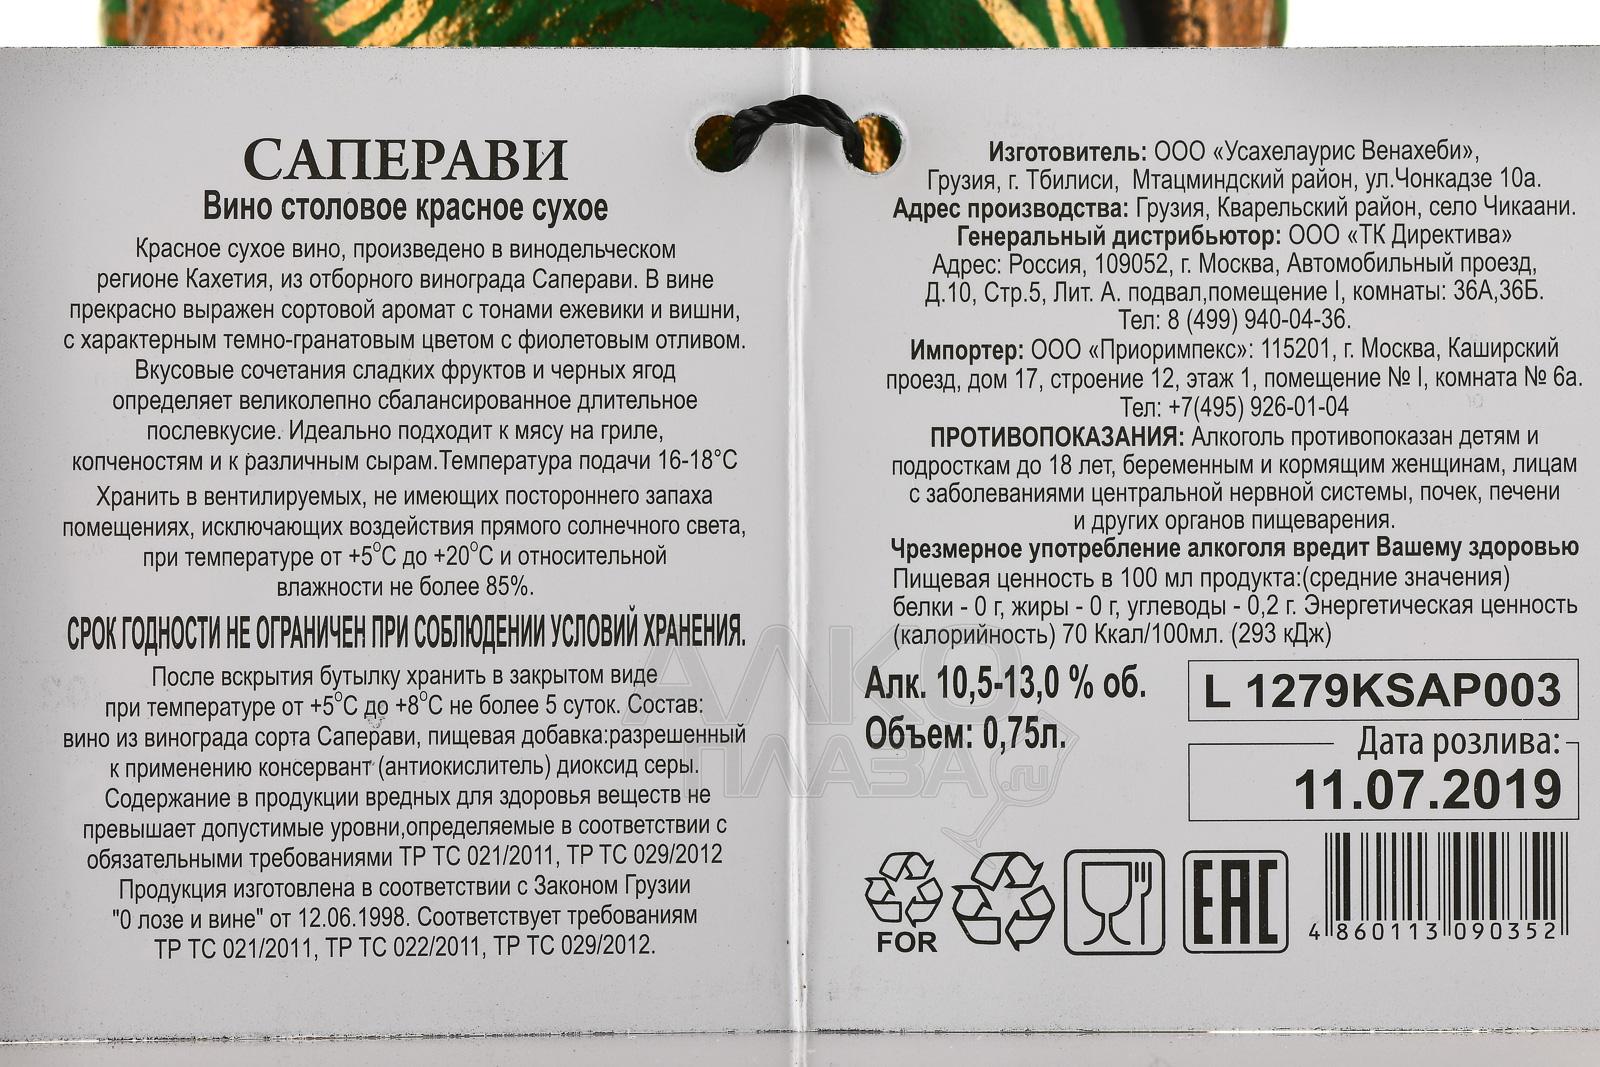 САПЕРАВИ
Вино столовое красное сухое
Красное сухое вино, произведено в винодельческом
регионе Кахетия, из отборного винограда Саперави. В вине
прекрасно выражен сортовой аромат с тонами ежевики и вишни,
с характерным темно-гранатовым цветом с фиолетовым отливом.
Вкусовые сочетания сладких фруктов и черных ягод
определяет великолепно сбалансированное длительное
послевкусие. Идеально подходит к мясу на гриле,
копченостям и к различным сырам.Температура подачи 16-18°С
Хранить в вентилируемых, не имеющих постороннего запаха
помещениях, исключающих воздействия прямого солнечного света,
при температуре от +5°С до +20°С и относительной
влажности не более 85%.
СРОК ГОДНОСТИ НЕ ОГРАНИЧЕН ПРИ СОБЛЮДЕНИИ УСЛОВИЙ ХРАНЕНИЯ.
После вскрытия бутылку хранить в закрытом виде
при температуре от +5°С до +8°С не более 5 суток. Состав:
вино из винограда сорта Саперави, пищевая добавка:разрешенный
к применению консервант (антиокислитель) диоксид серы.
Содержание в продукции вредных для здоровья веществ не
превышает допустимые уровни,определяемые в соответствии с
обязательными требованиями ТР ТС 021/2011, ТР ТС 029/2012
Продукция изготовлена в соответствии с Законом Грузии
"0 лозе и вине" от 12.06.1998. Соответствует требованиям
ТР ТС 021/2011, ТР ТС 022/2011, ТР ТС 029/2012.
Изготовитель: ООО «Усахелаурис Венахеби»,
Грузия, г. Тбилиси, Мтацминдский район, ул.Чонкадзе 10а.
Адрес производства: Грузия, Кварельский район, село Чикаани.
Генеральный дистрибьютор: ООО «ТК Директива»
Адрес: Россия, 109052, г. Москва, Автомобильный проезд,
Д.10, Стр.5, Лит. А. подвал,помещение I, комнаты: 36А,36Б.
Тел: 8 (499) 940-04-36.
Импортер: ООО «Приоримпекс»: 115201, г. Москва, Каширский
проезд, дом 17, строение 12, этаж 1, помещение № I, комната № 6а.
Тел: +7(495) 926-01-04
ПРОТИВОПОКАЗАНИЯ: Алкоголь противопоказан детям и
подросткам до 18 лет, беременным и кормящим женщинам, лицам
с заболеваниями центральной нервной системы, почек, печени
и других органов пищеварения.
Чрезмерное употребление алкоголя вредит Вашему здоровью
Пищевая ценность в 100 мл продукта:(средние значения)
белки - 0 г, жиры - 0 г, углеводы - 0,2 г. Энергетическая ценность
(калорийность) 70 Ккал/100мл. (293 кДж)
Алк. 10,5-13,0 % об.
Объем: 0,75л.
L 1279KSAP003
Дата розлива:
11.07.2019
FOR
EAC
4 860113 090352
АЛКО
ПЛАЗА
.ru